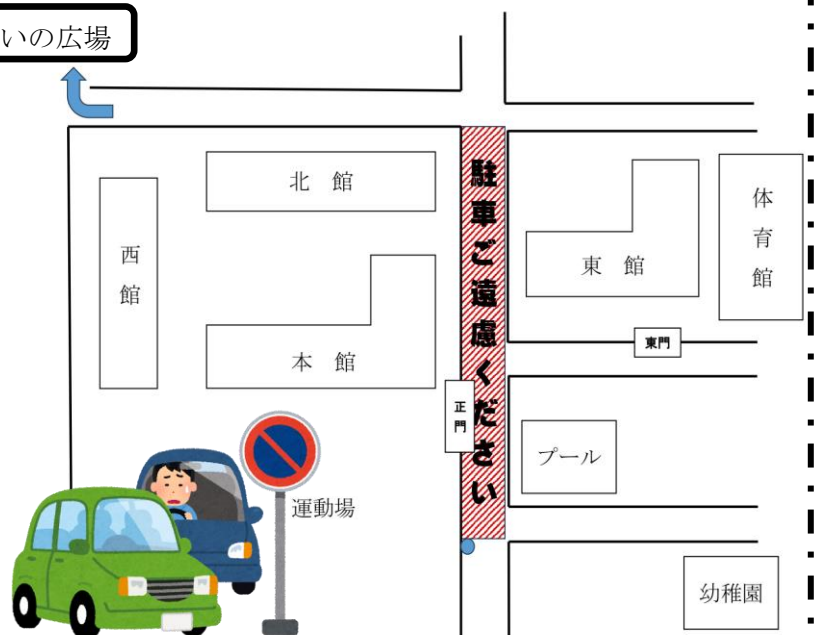 いの広場
北 館
西館
本 館
駐車ご遠慮ください
東 館
体育館
東門
正門
プール
運動場
幼稚園